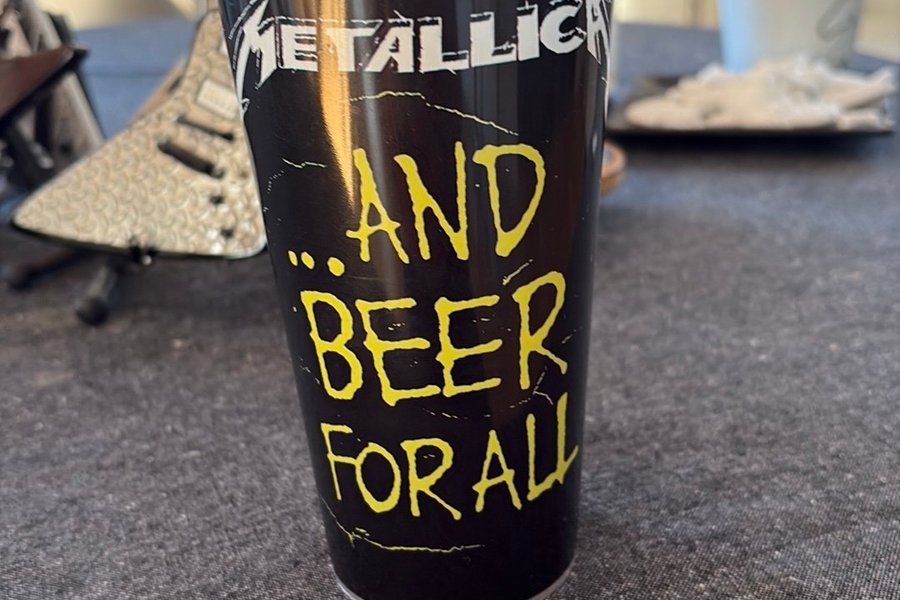 METALLICA
...AND
BEER
FOR ALL